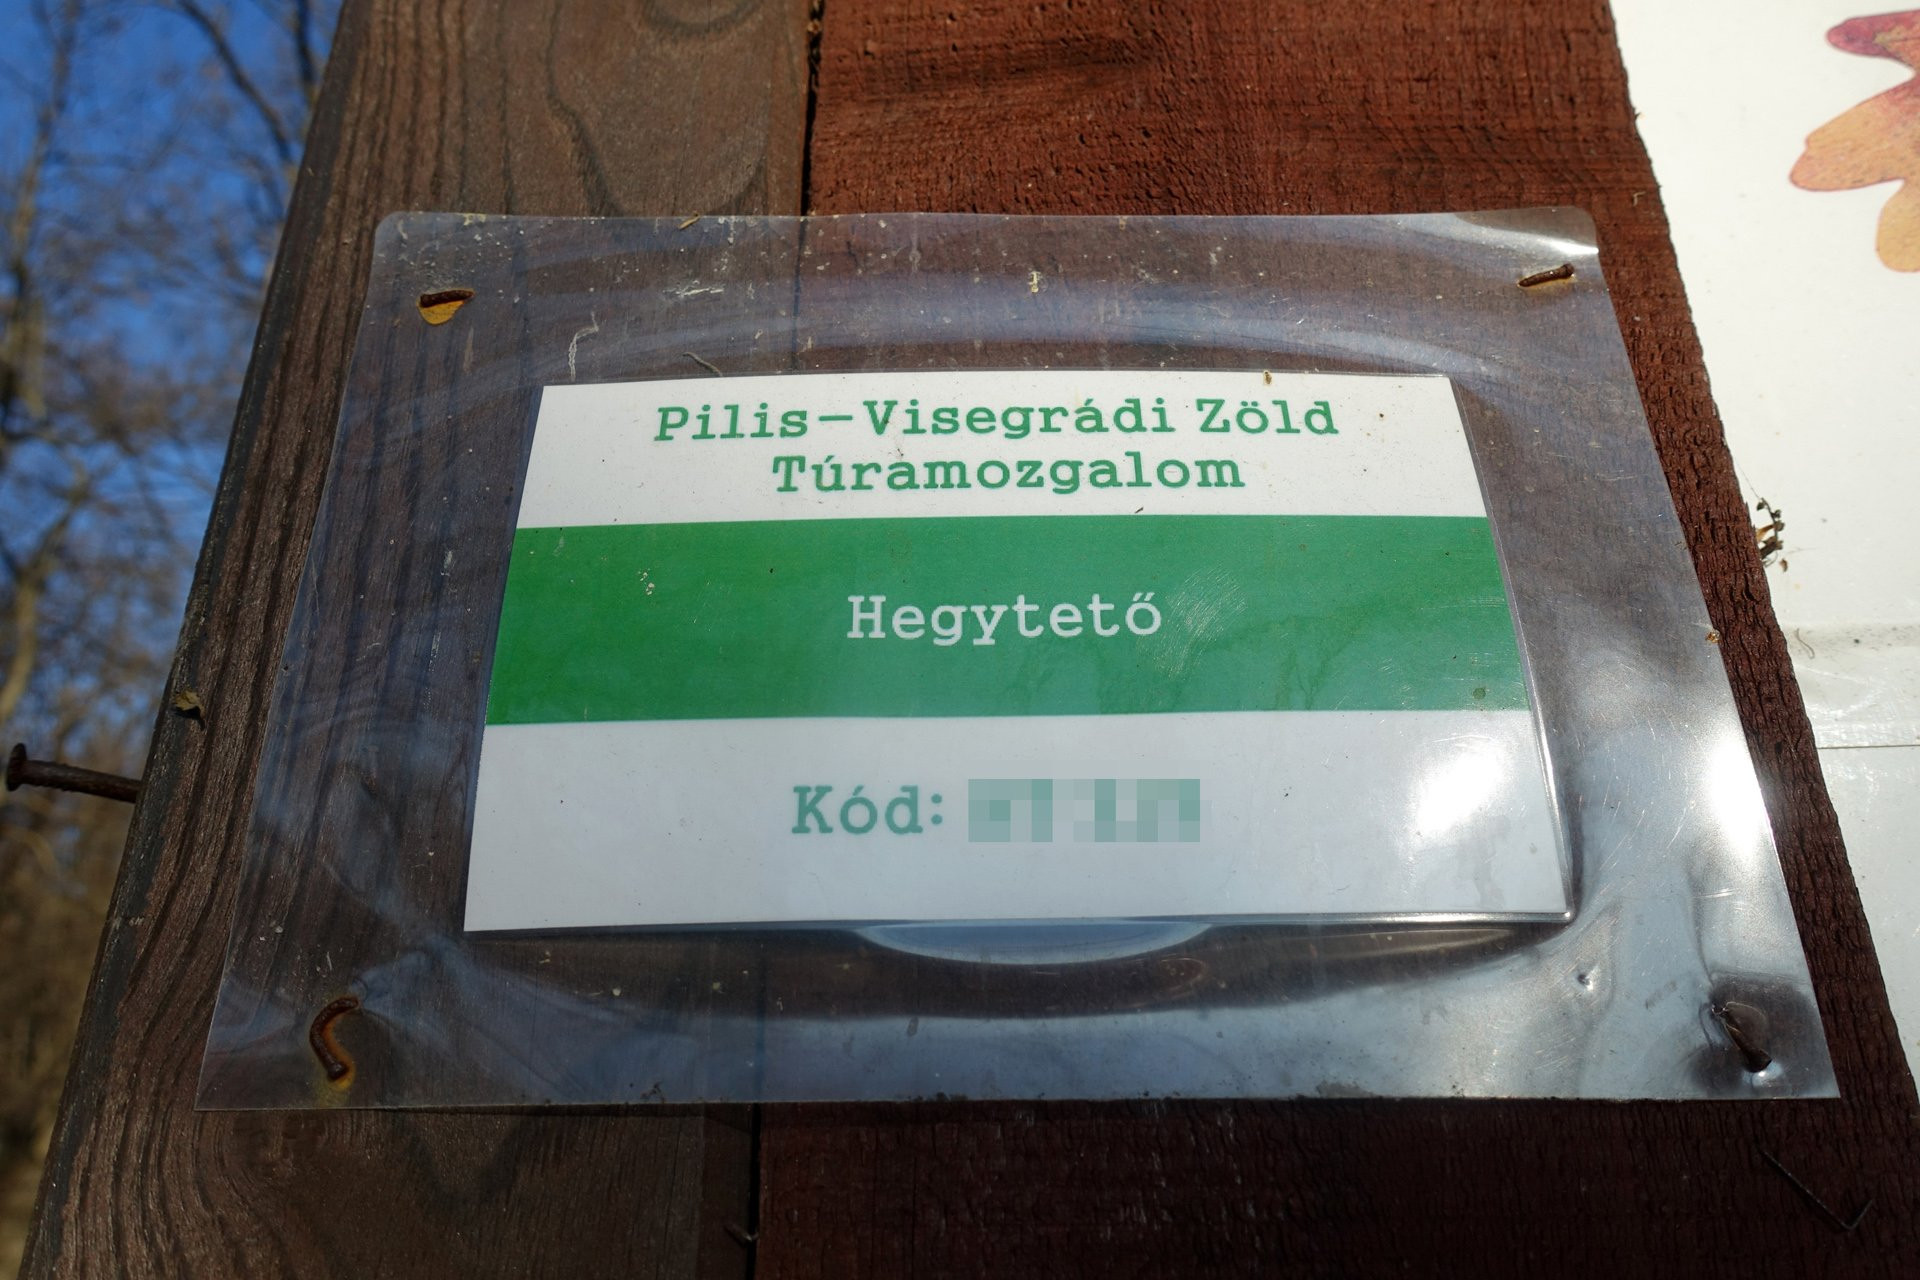 Pilis–Visegrádi Zöld
Túramozgalom
Hegytető
Kód: